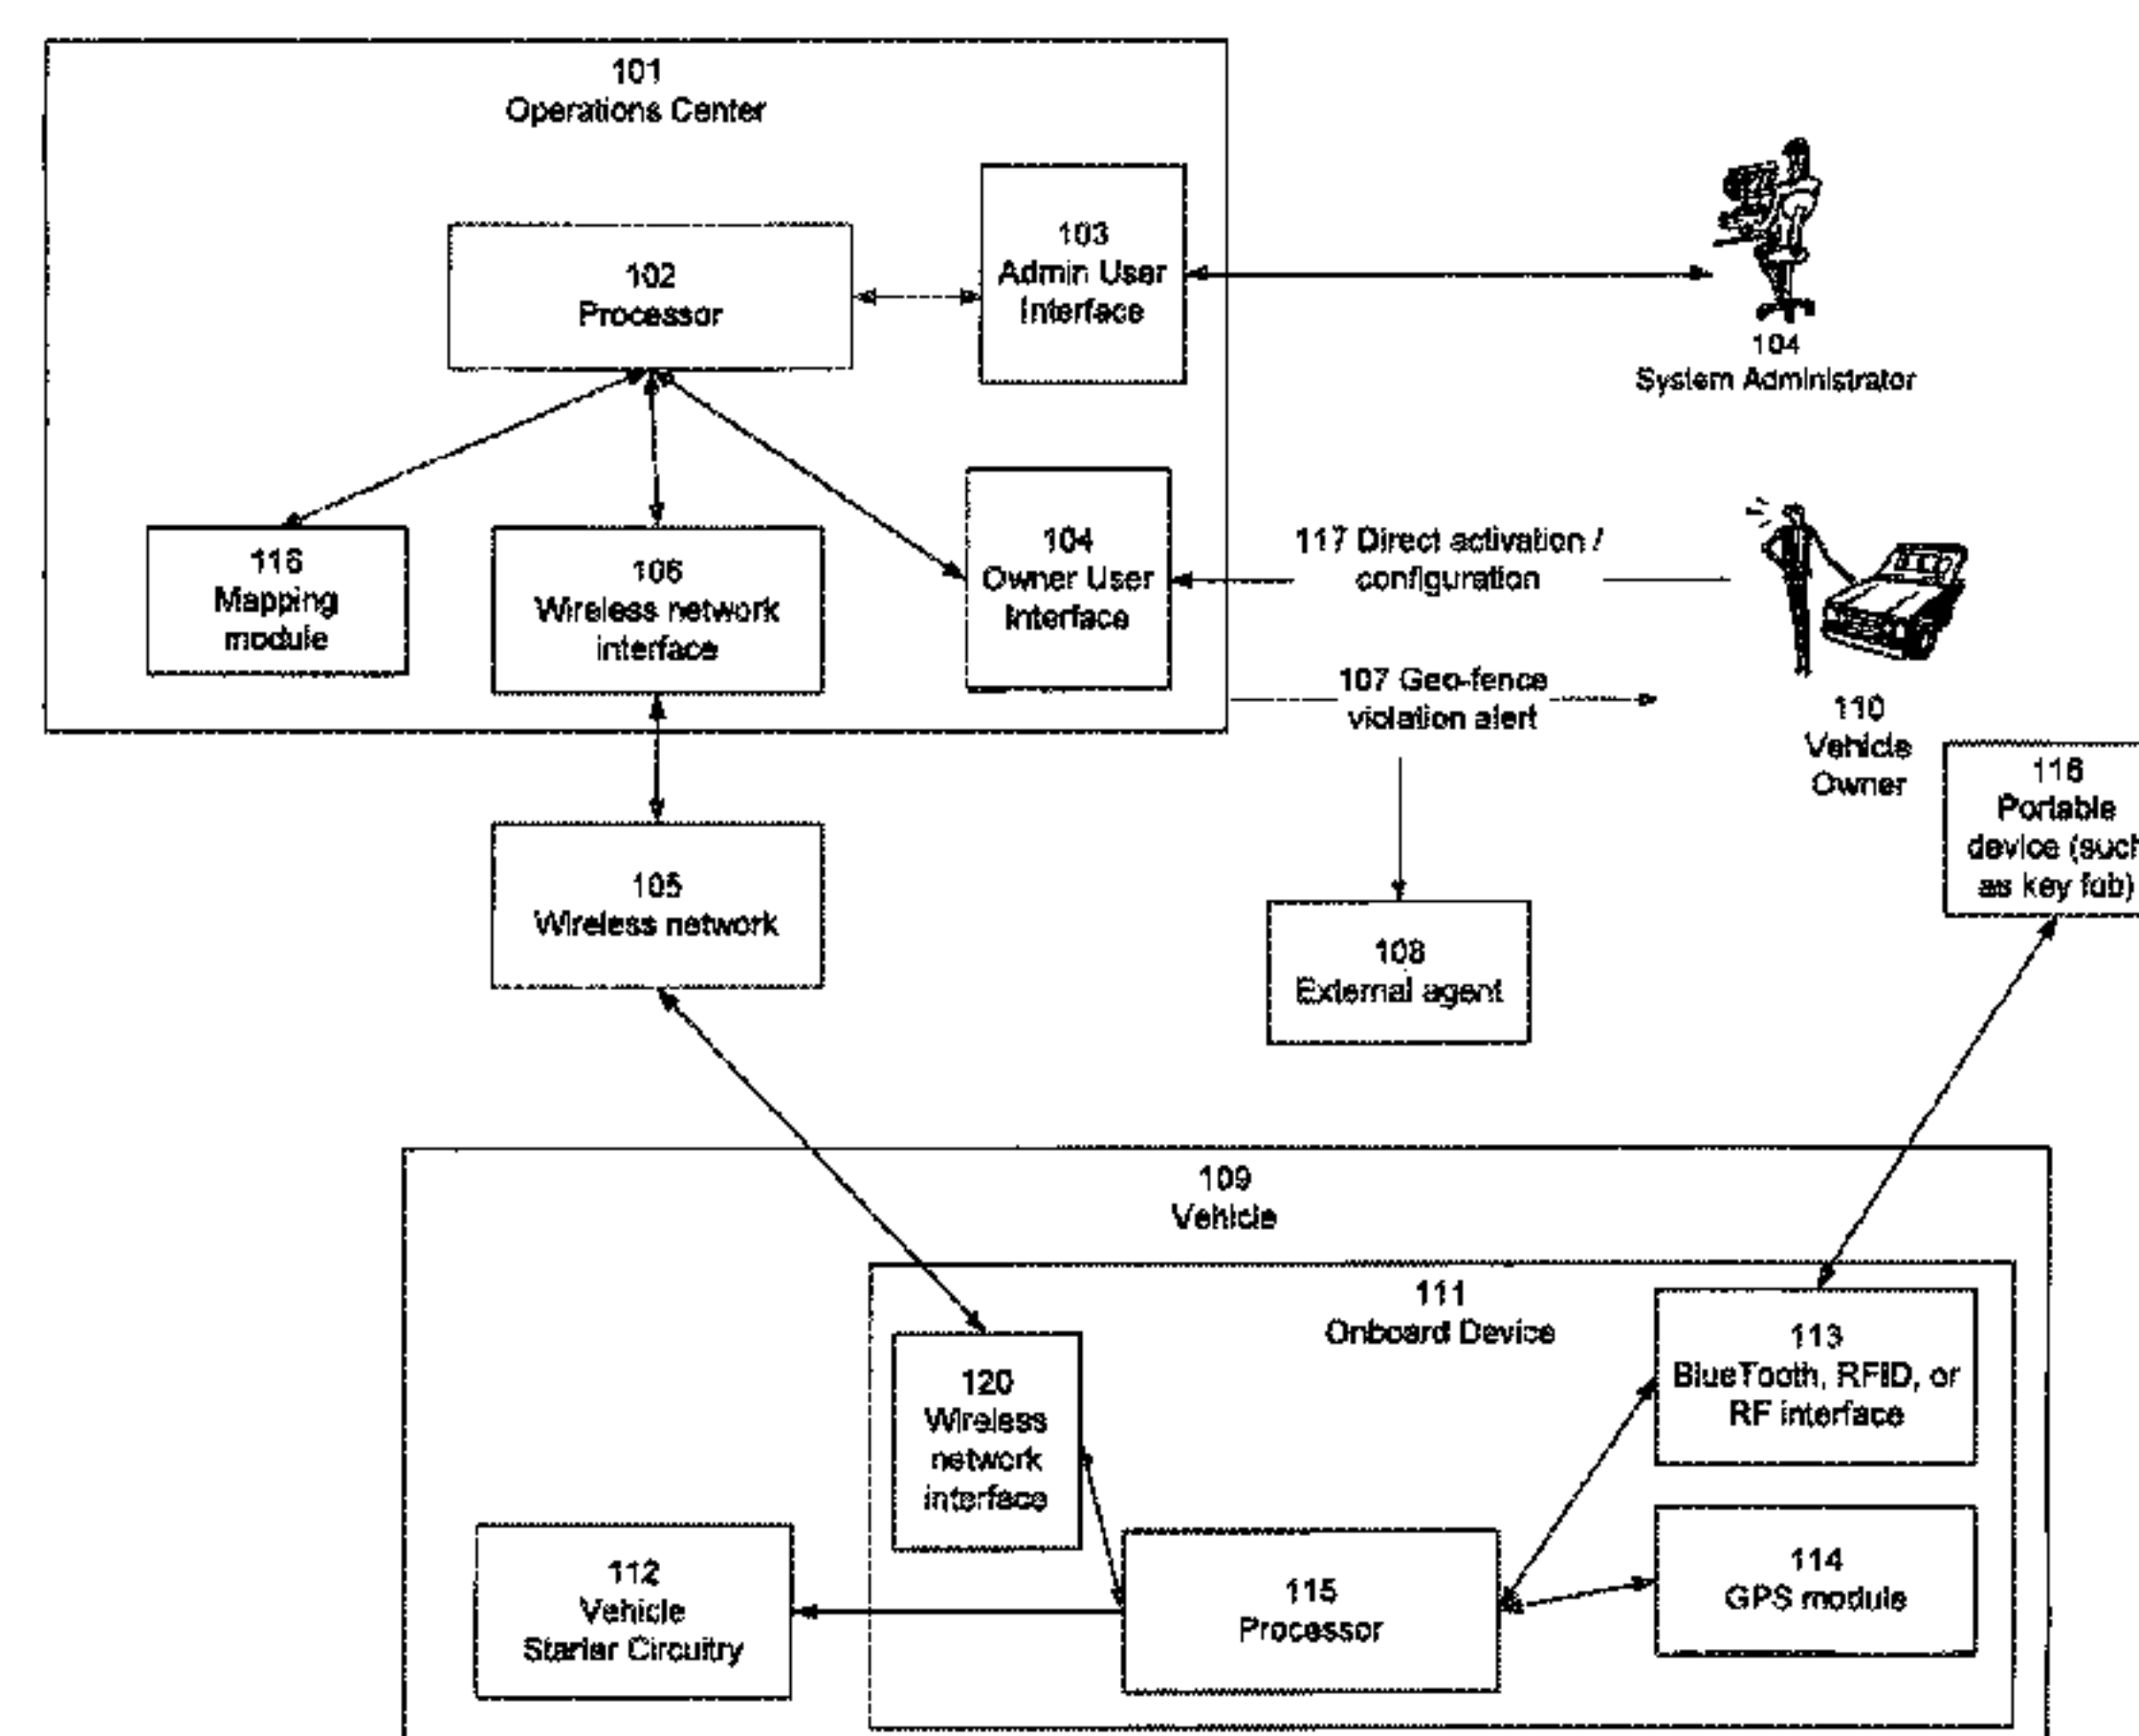 101
Operations Center
103
Admin User
Interface
102
Processor
104
System Administrator
116
Mapping
module
106
Wireless network
interface
104
Owner User
Interface
117 Direct activation /
configuration
107 Geo-fence
violation alert
110
Vehicle
Owner
116
Portable
device (such
as key fob)
105
Wireless network
108
External agent
109
Vehicle
111
Onboard Device
113
BlueTooth, RFID, or
RF interface
120
Wireless
network
interface
114
GPS module
112
Vehicle
Starter Circuitry
115
Processor